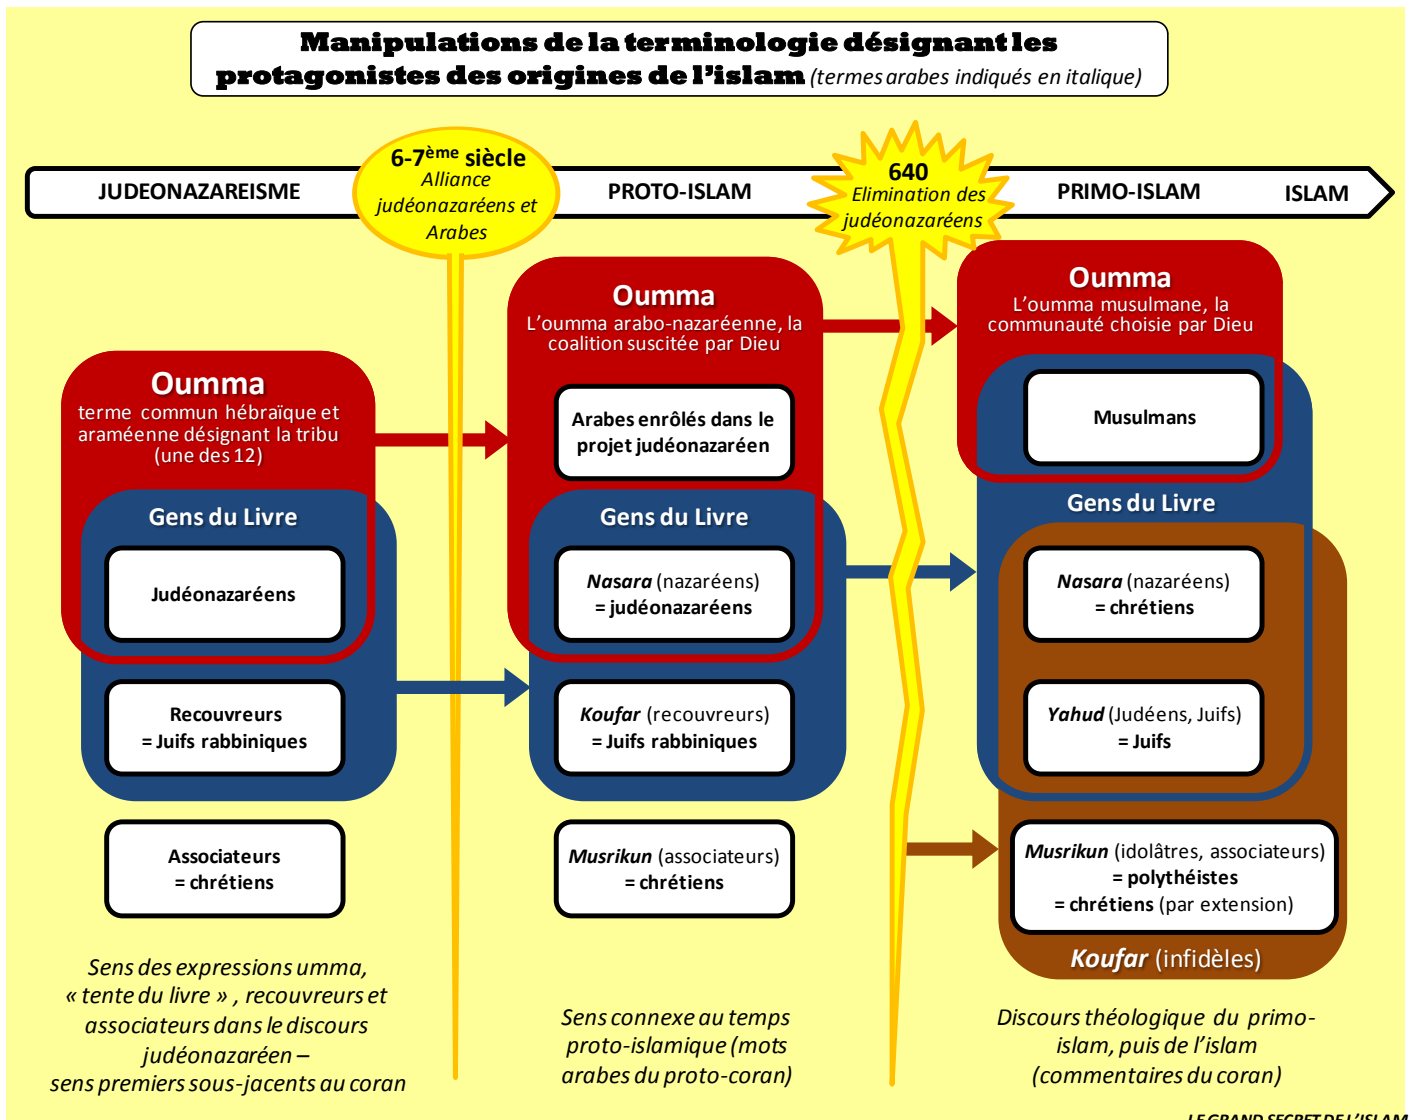 Manipulations de la terminologie désignant les
protagonistes des origines de l'islam (termes arabes indiqués en italique)
JUDEONAZAREISME
6-7ème siècle
Alliance
judéonazaréens et
Arabes
PROTO-ISLAM
640
Elimination des
judéonazaréens
PRIMO-ISLAM
ISLAM
Oumma
terme commun hébraïque et
araméenne désignant la tribu
(une des 12)
Gens du Livre
Judéonazaréens
Recouvreurs
= Juifs rabbiniques
Associateurs
= chrétiens
Sens des expressions umma,
« tente du livre » , recouvreurs et
associateurs dans le discours
judéonazaréen –
sens premiers sous-jacents au coran
Oumma
L'oumma arabo-nazaréenne, la
coalition suscitée par Dieu
Arabes enrôlés dans le
projet judéonazaréen
Gens du Livre
Nasara (nazaréens)
= judéonazaréens
Koufar (recouvreurs)
= Juifs rabbiniques
Musrikun (associateurs)
= chrétiens
Sens connexe au temps
proto-islamique (mots
arabes du proto-coran)
Oumma
L'oumma musulmane, la
communauté choisie par Dieu
Musulmans
Gens du Livre
Nasara (nazaréens)
= chrétiens
Yahud (Judéens, Juifs)
= Juifs
Musrikun (idolâtres, associateurs)
= polythéistes
= chrétiens (par extension)
Koufar (infidèles)
Discours théologique du primo-
islam, puis de l'islam
(commentaires du coran)
LE GRAND SECRET DE L'ISLAM